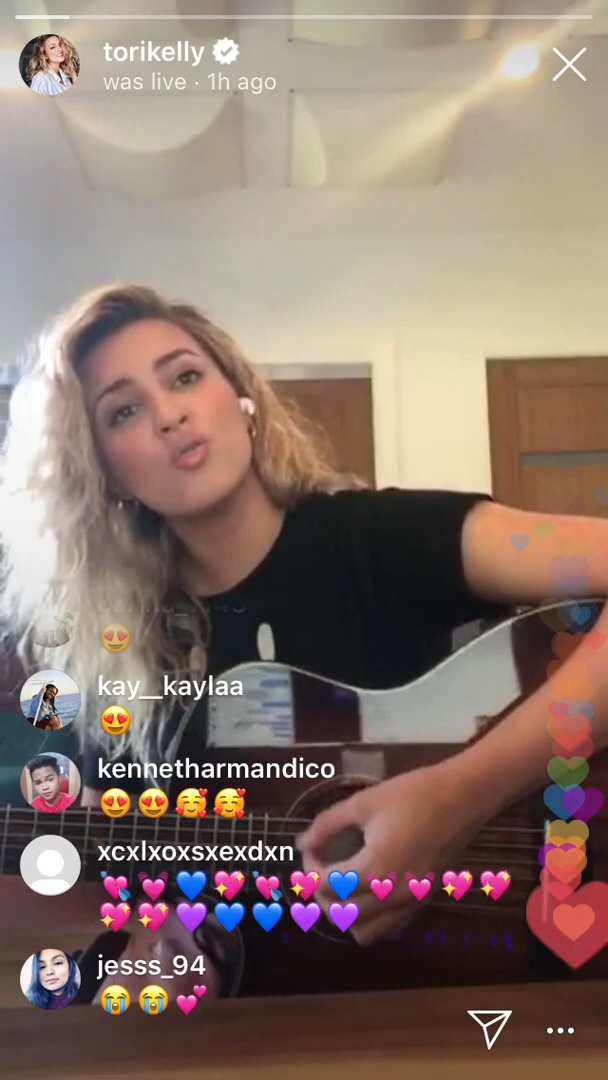 torikelly
was live · 1h ago
kay__kaylaa
😍
kennetharmandico
😍😍🥰🥰
xcxlxoxsxexdxn
💘💓💙💖💘💖💙💓💓💖💖
💖💖💜💙💙💜💜
jesss_94
😭😭💕